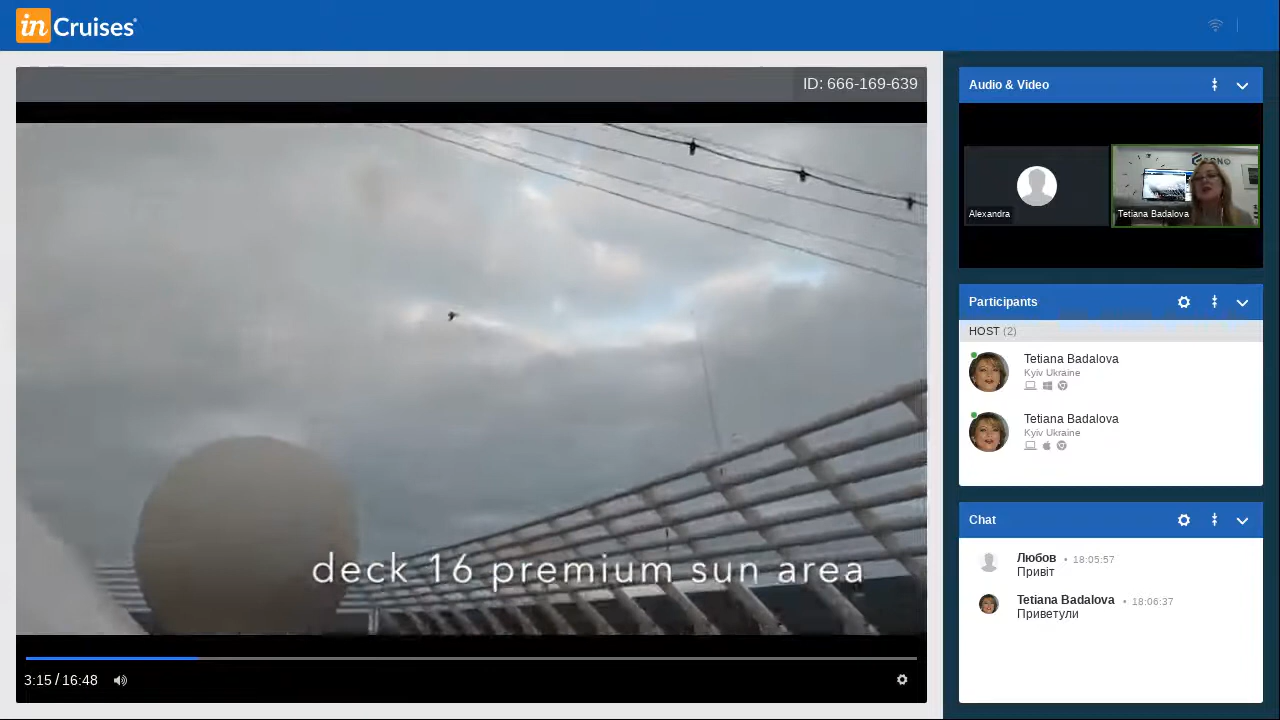 in Cruises®
ID: 666-169-639
deck 16 premium sun area
3:15 / 16:48
Audio & Video
Alexandra
Tetiana Badalova
Participants
HOST (2)
Tetiana Badalova
Kyiv Ukraine
Tetiana Badalova
Kyiv Ukraine
Chat
Любов • 18:05:57
Привіт
Tetiana Badalova • 18:06:37
Приветули